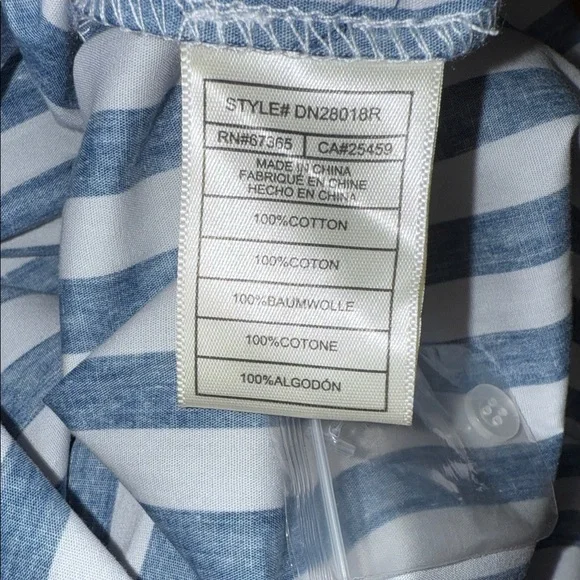 STYLE# DN28018R
RN#67365 CA#25459
MADE IN CHINA
FABRIQUÉ EN CHINE
HECHO EN CHINA
100%COTTON
100%COTON
100%BAUMWOLLE
100%COTONE
100%ALGODÓN